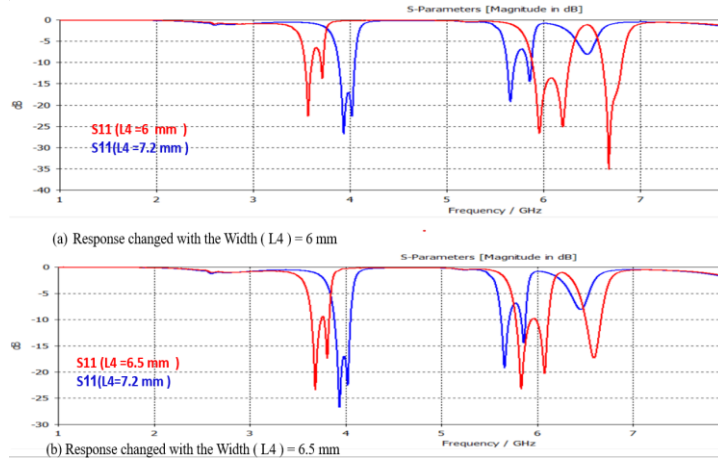 S-Parameters [Magnitude in dB]
0
-5
-10
-15
-20
-25
-30
-35
-40
dB
S11 (L4 =6 mm )
S11(L4 =7.2 mm )
1 2 3 4 5 6 7
Frequency / GHz
(a) Response changed with the Width ( L4 ) = 6 mm
S-Parameters [Magnitude in dB]
0
-5
-10
-15
-20
-25
-30
dB
S11 (L4 =6.5 mm )
S11(L4=7.2 mm )
1 2 3 4 5 6 7
Frequency / GHz
(b) Response changed with the Width ( L4 ) = 6.5 mm